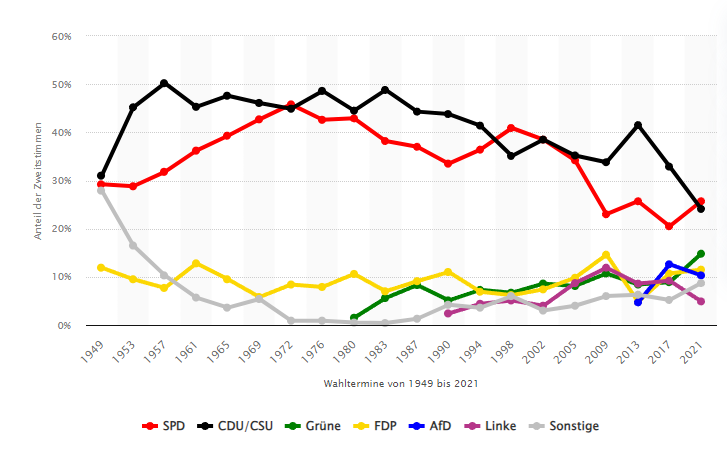 60%
50%
40%
30%
20%
10%
0%
Anteil der Zweitstimmen
1949 1953 1957 1961 1965 1969 1972 1976 1980 1983 1987 1990 1994 1998 2002 2005 2009 2013 2017 2021
Wahltermine von 1949 bis 2021
SPD CDU/CSU Grüne FDP AfD Linke Sonstige